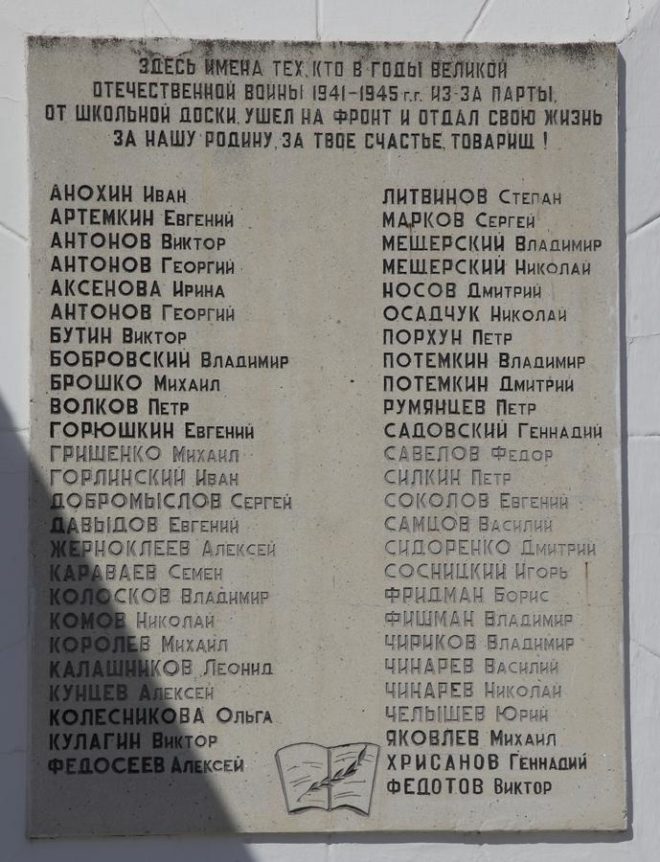 ЗДЕСЬ ИМЕНА ТЕХ, КТО В ГОДЫ ВЕЛИКОЙ
ОТЕЧЕСТВЕННОЙ ВОЙНЫ 1941-1945 г.г. ИЗ-ЗА ПАРТЫ,
ОТ ШКОЛЬНОЙ ДОСКИ, УШЕЛ НА ФРОНТ И ОТДАЛ СВОЮ ЖИЗНЬ
ЗА НАШУ РОДИНУ, ЗА ТВОЕ СЧАСТЬЕ, ТОВАРИЩ !
АНОХИН ИВАН
АРТЕМКИН ЕВГЕНИЙ
АНТОНОВ ВИКТОР
АНТОНОВ ГЕОРГИЙ
АКСЕНОВА ИРИНА
АНТОНОВ ГЕОРГИЙ
БУТИН ВИКТОР
БОБРОВСКИЙ ВЛАДИМИР
БРОШКО МИХАИЛ
ВОЛКОВ ПЕТР
ГОРЮШКИН ЕВГЕНИЙ
ГРИШЕНКО МИХАИЛ
ГОРЛИНСКИЙ ИВАН
ДОБРОМЫСЛОВ СЕРГЕЙ
ДАВЫДОВ ЕВГЕНИЙ
ЖЕРНОКЛЕЕВ АЛЕКСЕЙ
КАРАВАЕВ СЕМЕН
КОЛОСКОВ ВЛАДИМИР
КОМОВ НИКОЛАЙ
КОРОЛЕВ МИХАИЛ
КАЛАШНИКОВ ЛЕОНИД
КУНЦЕВ АЛЕКСЕЙ
КОЛЕСНИКОВА ОЛЬГА
КУЛАГИН ВИКТОР
ФЕДОСЕЕВ АЛЕКСЕЙ
ЛИТВИНОВ СТЕПАН
МАРКОВ СЕРГЕЙ
МЕЩЕРСКИЙ ВЛАДИМИР
МЕЩЕРСКИЙ НИКОЛАЙ
НОСОВ ДМИТРИЙ
ОСАДЧУК НИКОЛАЙ
ПОРХУН ПЕТР
ПОТЕМКИН ВЛАДИМИР
ПОТЕМКИН ДМИТРИЙ
РУМЯНЦЕВ ПЕТР
САДОВСКИЙ ГЕННАДИЙ
САВЕЛОВ ФЕДОР
СИЛКИН ПЕТР
СОКОЛОВ ЕВГЕНИЙ
САМЦОВ ВАСИЛИЙ
СИДОРЕНКО ДМИТРИЙ
СОСНИЦКИЙ ИГОРЬ
ФРИДМАН БОРИС
ФИШМАН ВЛАДИМИР
ЧИРИКОВ ВЛАДИМИР
ЧИНАРЕВ ВАСИЛИЙ
ЧИНАРЕВ НИКОЛАЙ
ЧЕЛЫШЕВ ЮРИЙ
ЯКОВЛЕВ МИХАИЛ
ХРИСАНОВ ГЕННАДИЙ
ФЕДОТОВ ВИКТОР